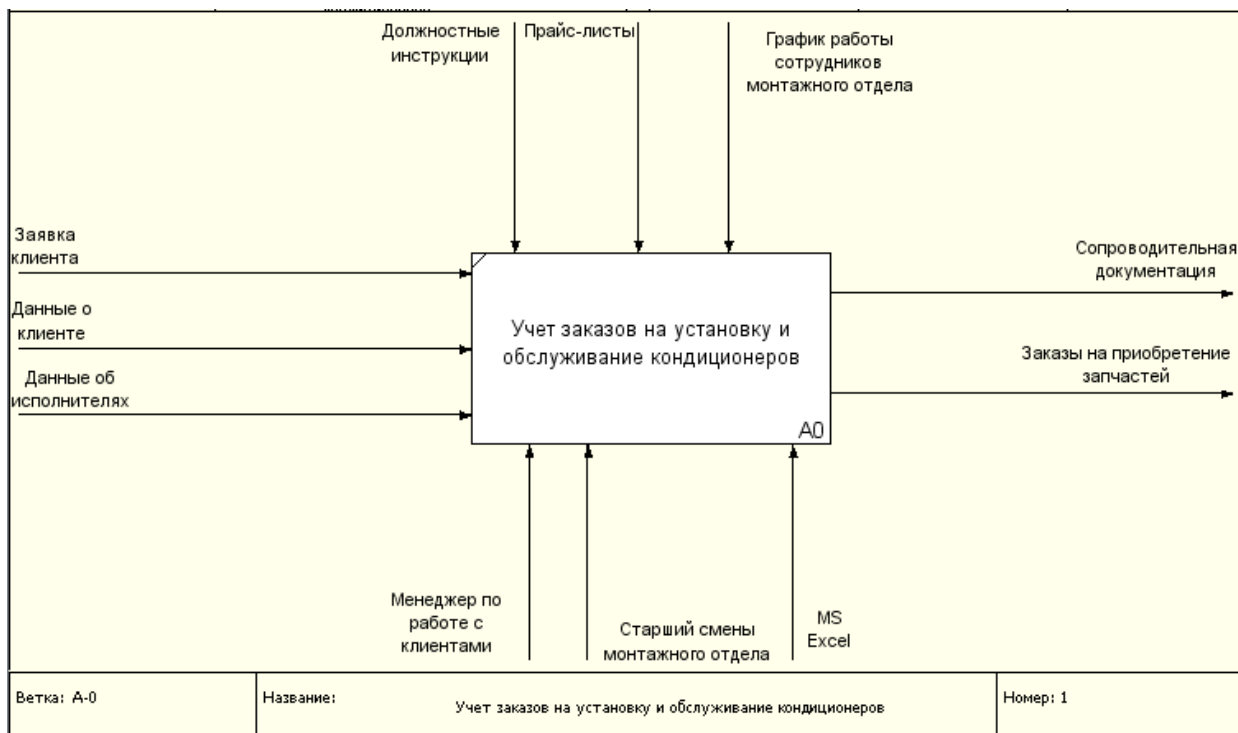 Должностные
инструкции
Прайс-листы
График работы
сотрудников
монтажного отдела
Заявка
клиента
Данные о
клиенте
Данные об
исполнителях
Учет заказов на установку и
обслуживание кондиционеров
A0
Сопроводительная
документация
Заказы на приобретение
запчастей
Менеджер по
работе с
клиентами
Старший смены
монтажного отдела
MS
Excel
Ветка: A-0
Название:
Учет заказов на установку и обслуживание кондиционеров
Номер: 1